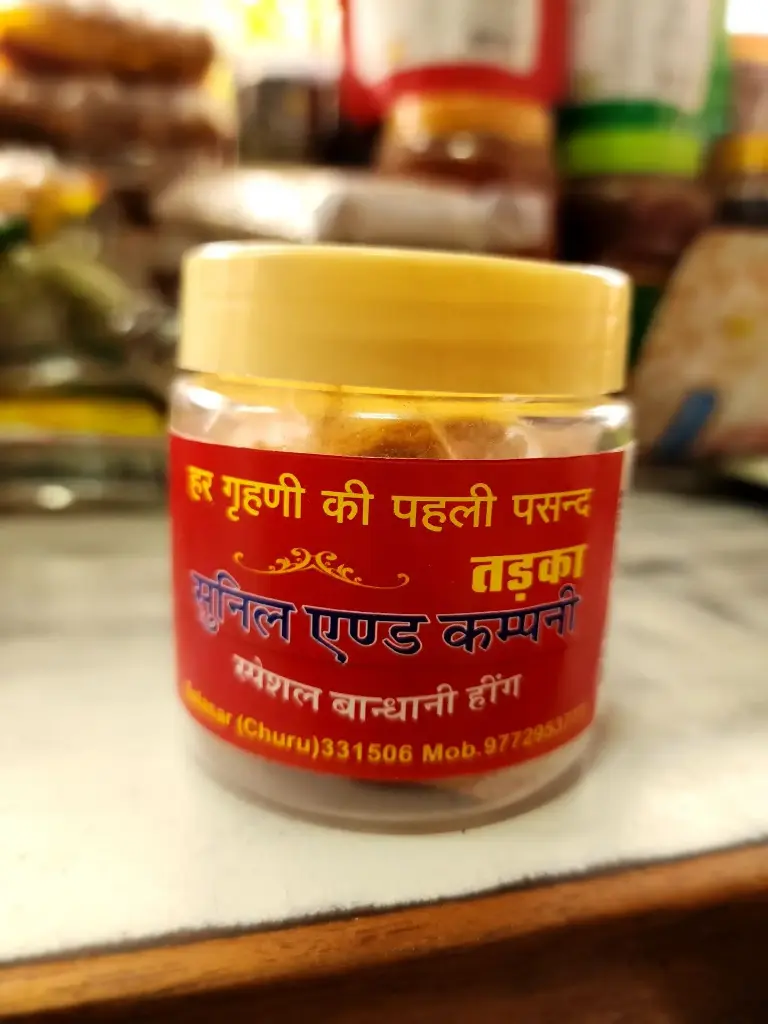 हर गृहणी की पहली पसन्द
तड़का
सुनिल एण्ड कम्पनी
स्पेशल बान्धानी हींग
(Churu)331506 Mob.